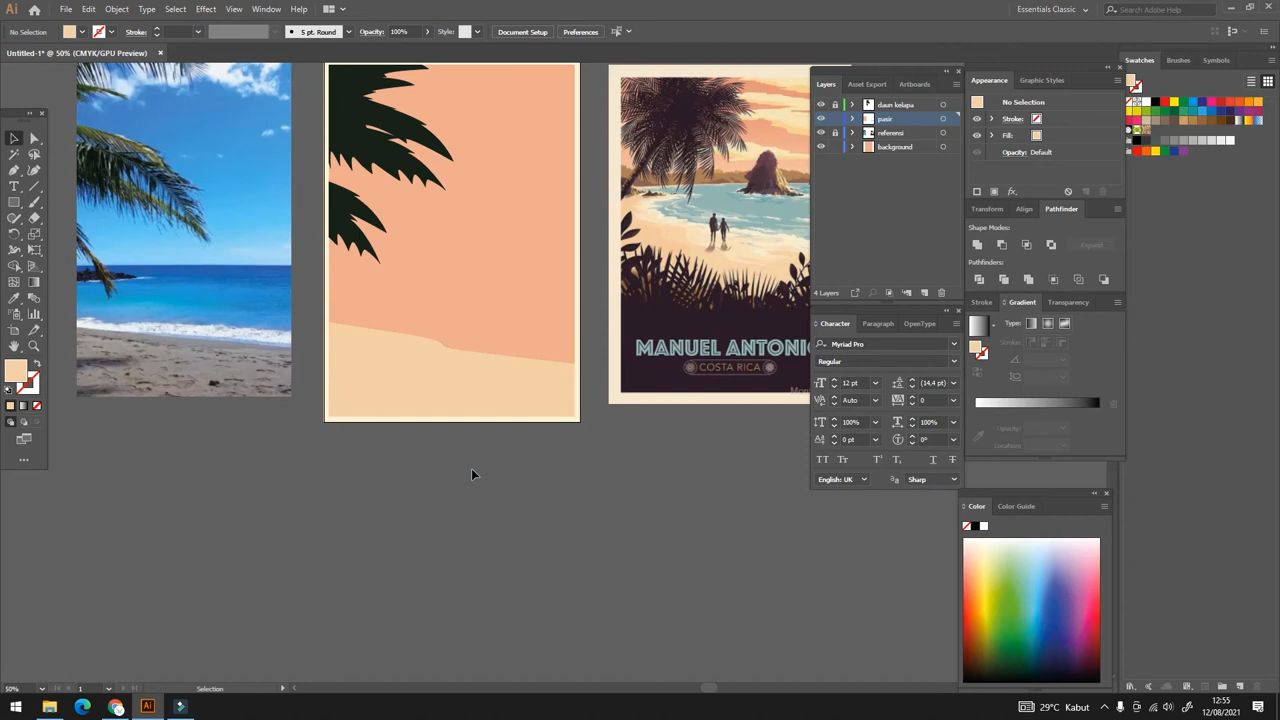 File Edit Object Type Select Effect View Window Help
Essentials Classic
Search Adobe Help
No Selection
Stroke:
5 pt. Round
Opacity: 100%
Style:
Document Setup
Preferences
Untitled-1* @ 50% (CMYK/GPU Preview)
Swatches Brushes Symbols
Layers Asset Export Artboards
daun kelapa
pasir
referensi
background
4 Layers
Appearance Graphic Styles
No Selection
Stroke:
Fill:
Opacity: Default
Transform Align Pathfinder
Shape Modes:
Expand
Pathfinders:
Stroke Gradient Transparency
Type:
Stroke:
Opacity:
Location:
Character Paragraph OpenType
Myriad Pro
Regular
12 pt (14,4 pt)
Auto 0
100% 100%
0 pt 0°
English: UK
Sharp
MANUEL ANTONIO
COSTA RICA
Color Color Guide
50% 1 Selection
29°C Kabut
12:55
12/08/2021